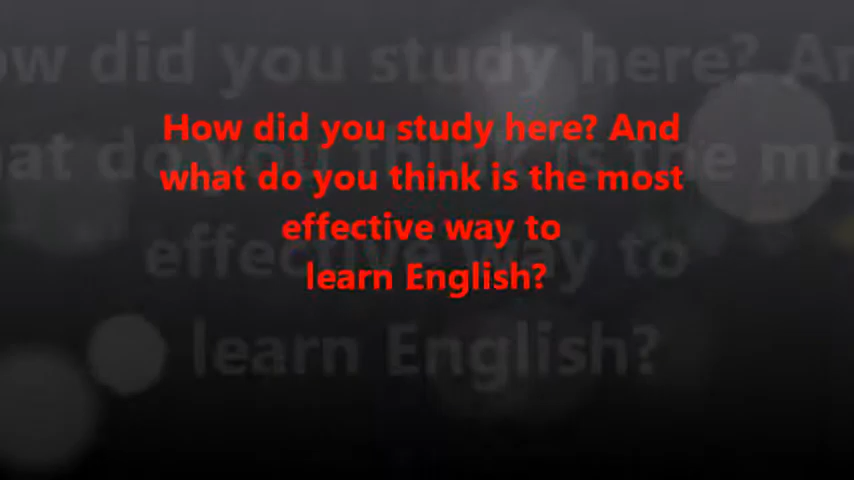 How did you study here? And
what do you think is the most
effective way to
learn English?